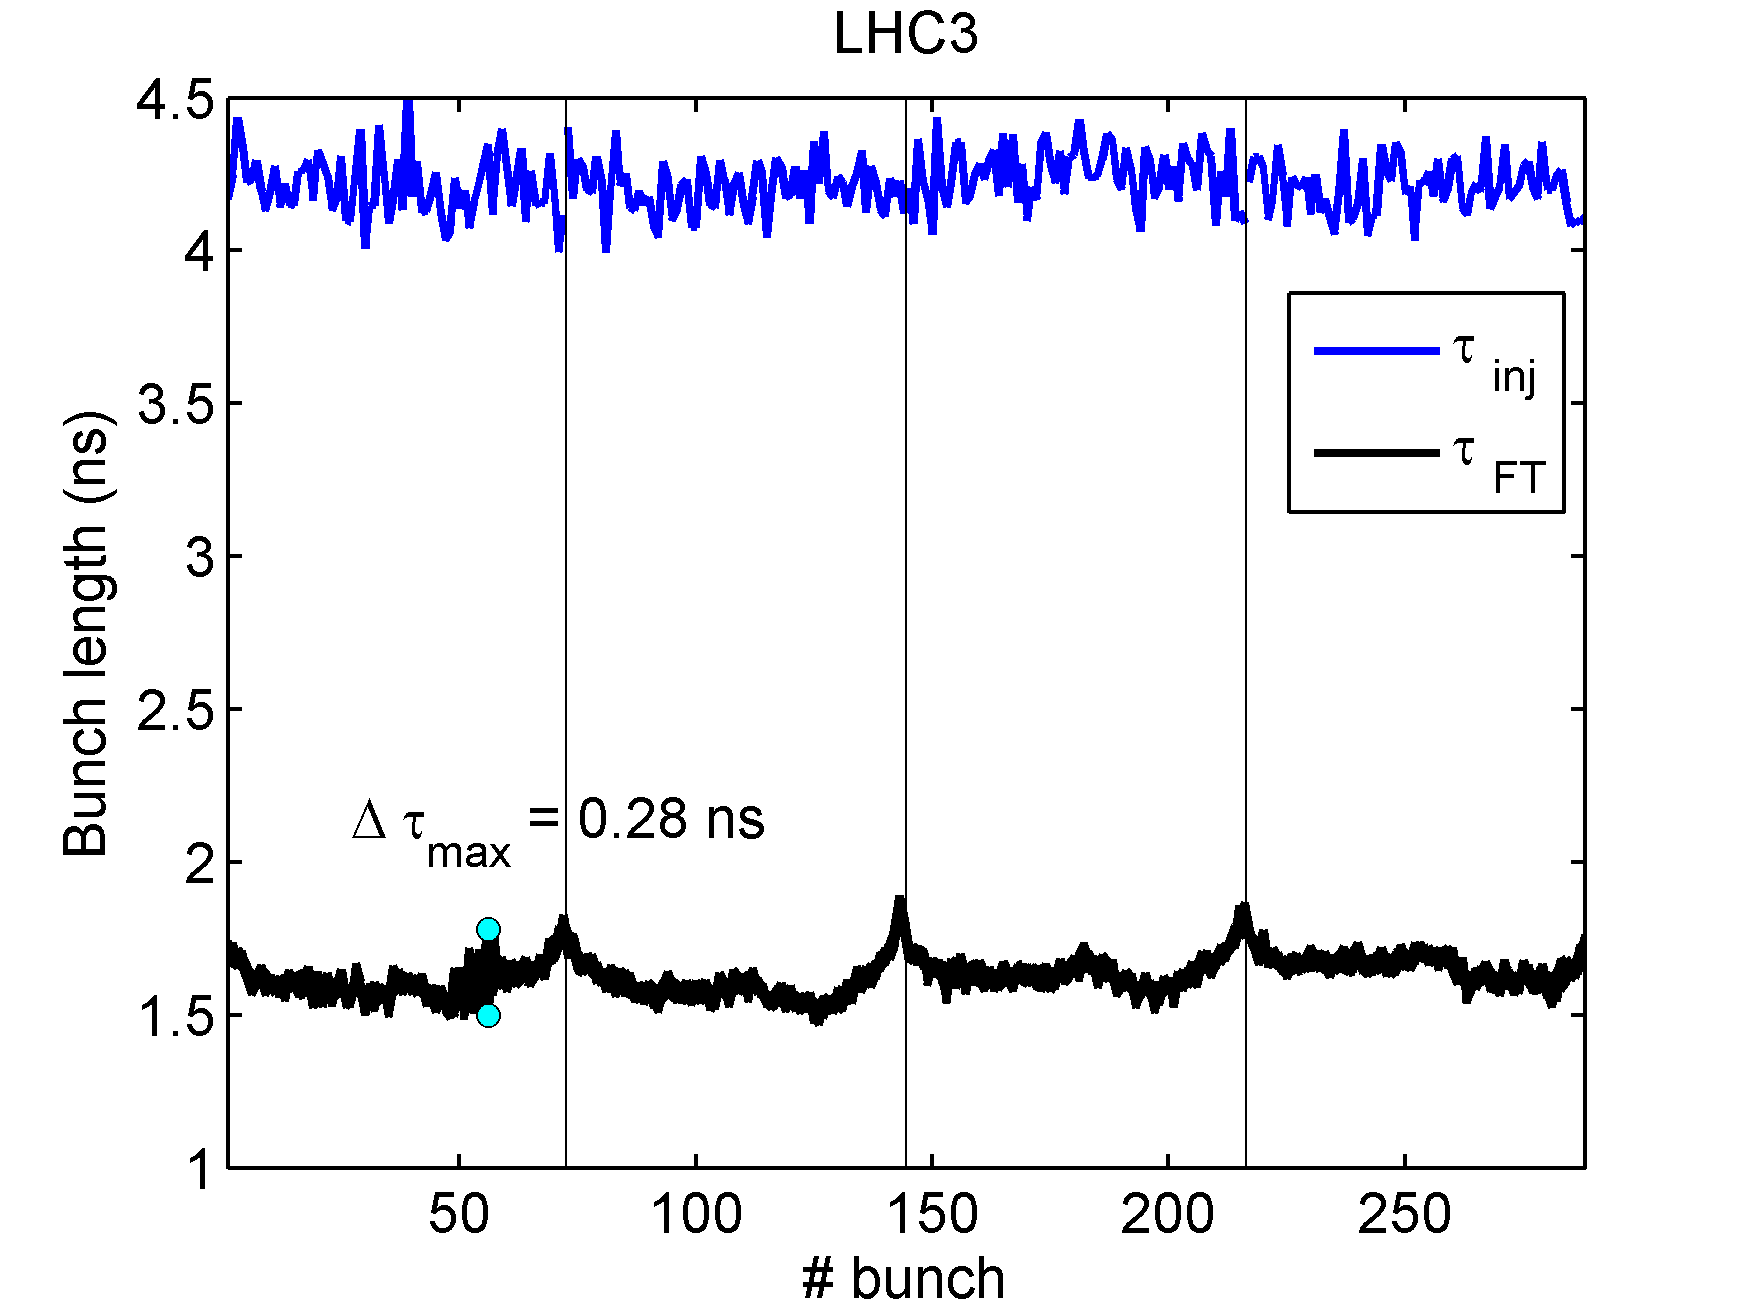 LHC3
4.5
4
3.5
3
2.5
2
1.5
1
Bunch length (ns)
τ inj
τ FT
Δ τmax = 0.28 ns
50 100 150 200 250
# bunch